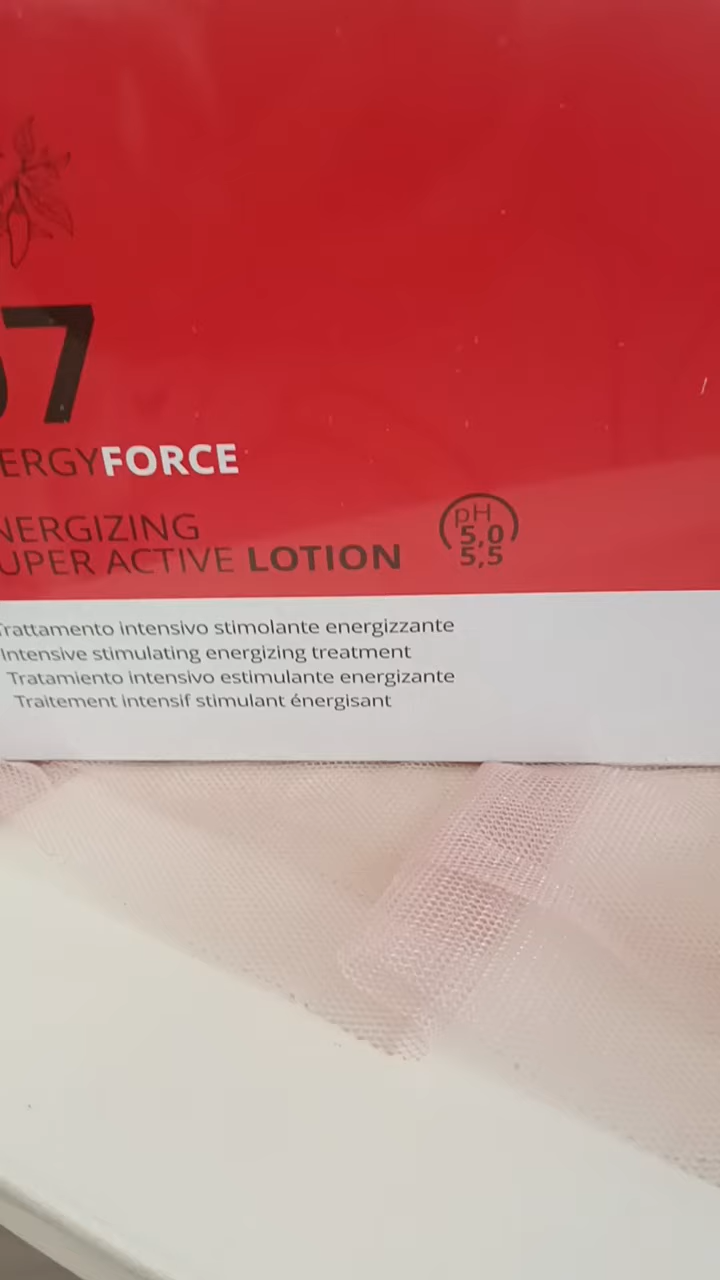 07
ERGYFORCE
NERGIZING
UPER ACTIVE LOTION
pH
5,0
5,5
Trattamento intensivo stimolante energizzante
Intensive stimulating energizing treatment
Tratamiento intensivo estimulante energizante
Traitement intensif stimulant énergisant